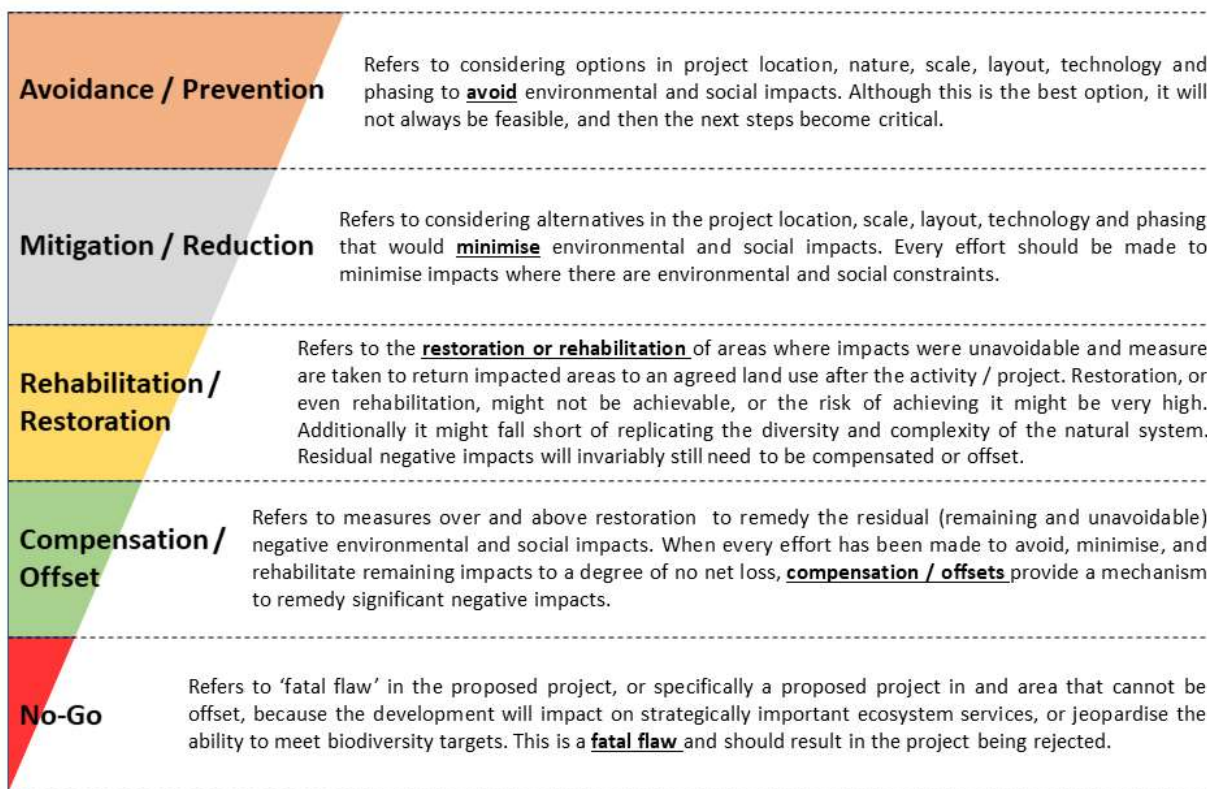 Avoidance / Prevention
Refers to considering options in project location, nature, scale, layout, technology and
phasing to avoid environmental and social impacts. Although this is the best option, it will
not always be feasible, and then the next steps become critical.
Mitigation / Reduction
Refers to considering alternatives in the project location, scale, layout, technology and phasing
that would minimise environmental and social impacts. Every effort should be made to
minimise impacts where there are environmental and social constraints.
Rehabilitation /
Restoration
Refers to the restoration or rehabilitation of areas where impacts were unavoidable and measure
are taken to return impacted areas to an agreed land use after the activity / project. Restoration, or
even rehabilitation, might not be achievable, or the risk of achieving it might be very high.
Additionally it might fall short of replicating the diversity and complexity of the natural system.
Residual negative impacts will invariably still need to be compensated or offset.
Compensation /
Offset
Refers to measures over and above restoration to remedy the residual (remaining and unavoidable)
negative environmental and social impacts. When every effort has been made to avoid, minimise, and
rehabilitate remaining impacts to a degree of no net loss, compensation / offsets provide a mechanism
to remedy significant negative impacts.
No-Go
Refers to ‘fatal flaw’ in the proposed project, or specifically a proposed project in and area that cannot be
offset, because the development will impact on strategically important ecosystem services, or jeopardise the
ability to meet biodiversity targets. This is a fatal flaw and should result in the project being rejected.